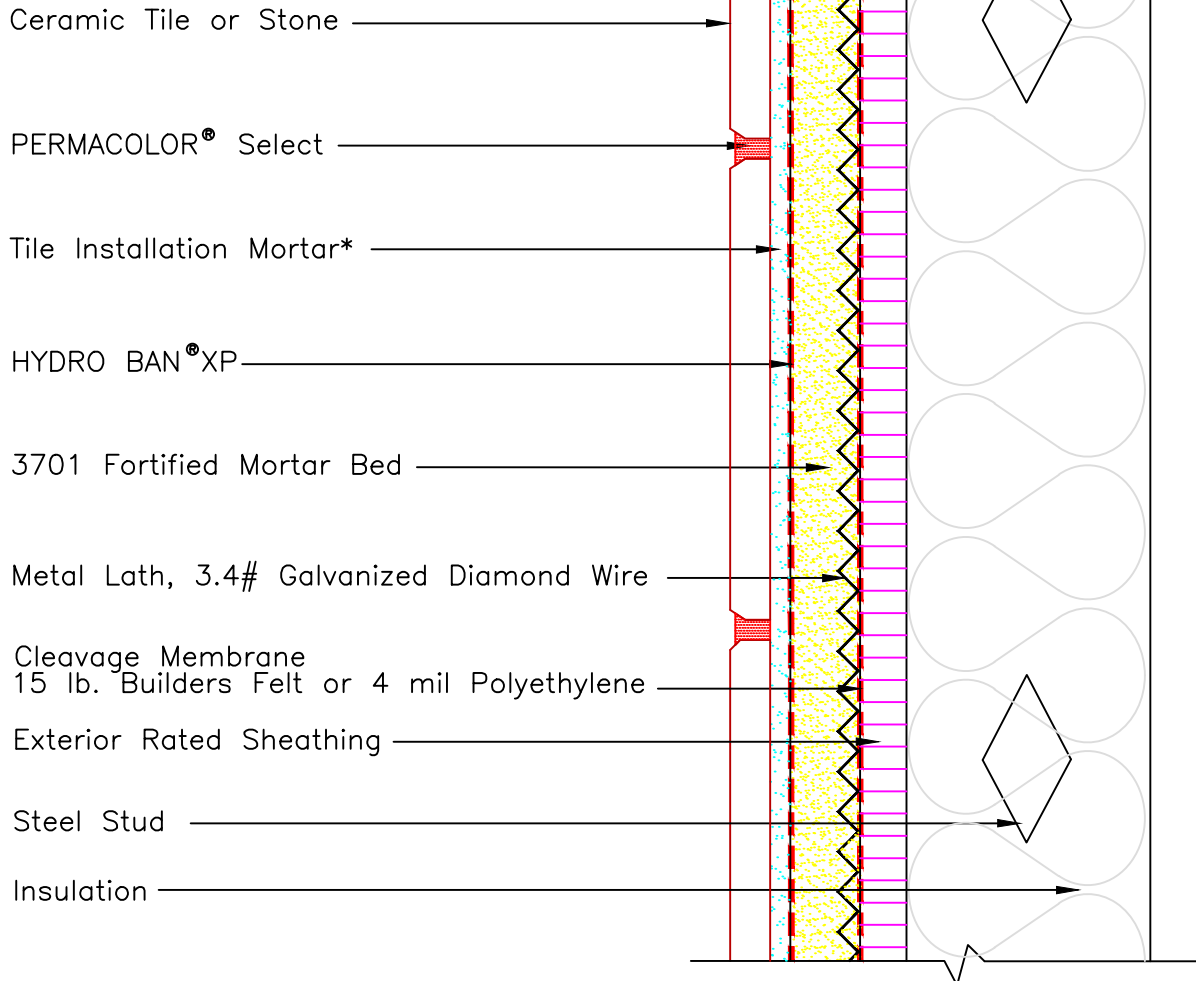 Ceramic Tile or Stone
PERMACOLOR® Select
Tile Installation Mortar*
HYDRO BAN®XP
3701 Fortified Mortar Bed
Metal Lath, 3.4# Galvanized Diamond Wire
Cleavage Membrane
15 lb. Builders Felt or 4 mil Polyethylene
Exterior Rated Sheathing
Steel Stud
Insulation